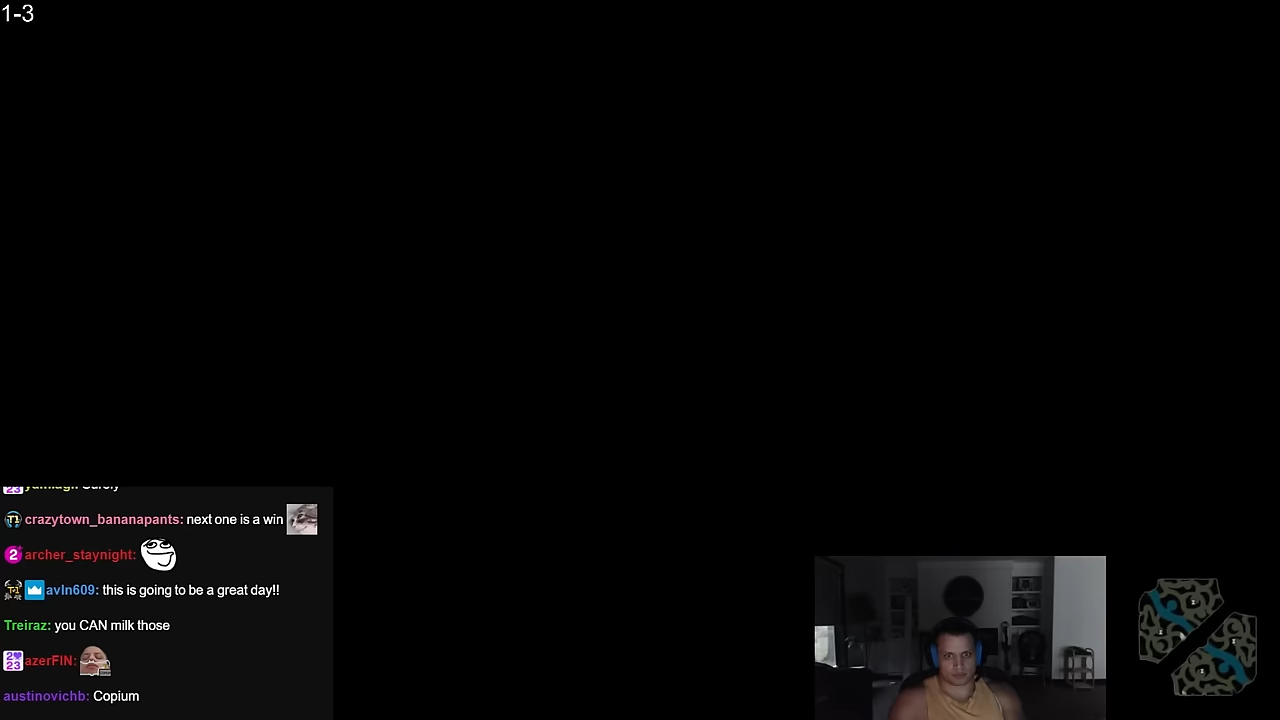 1-3
crazytown_bananapants: next one is a win
archer_staynight:
avln609: this is going to be a great day!!
Treiraz: you CAN milk those
azerFIN:
austinovichb: Copium